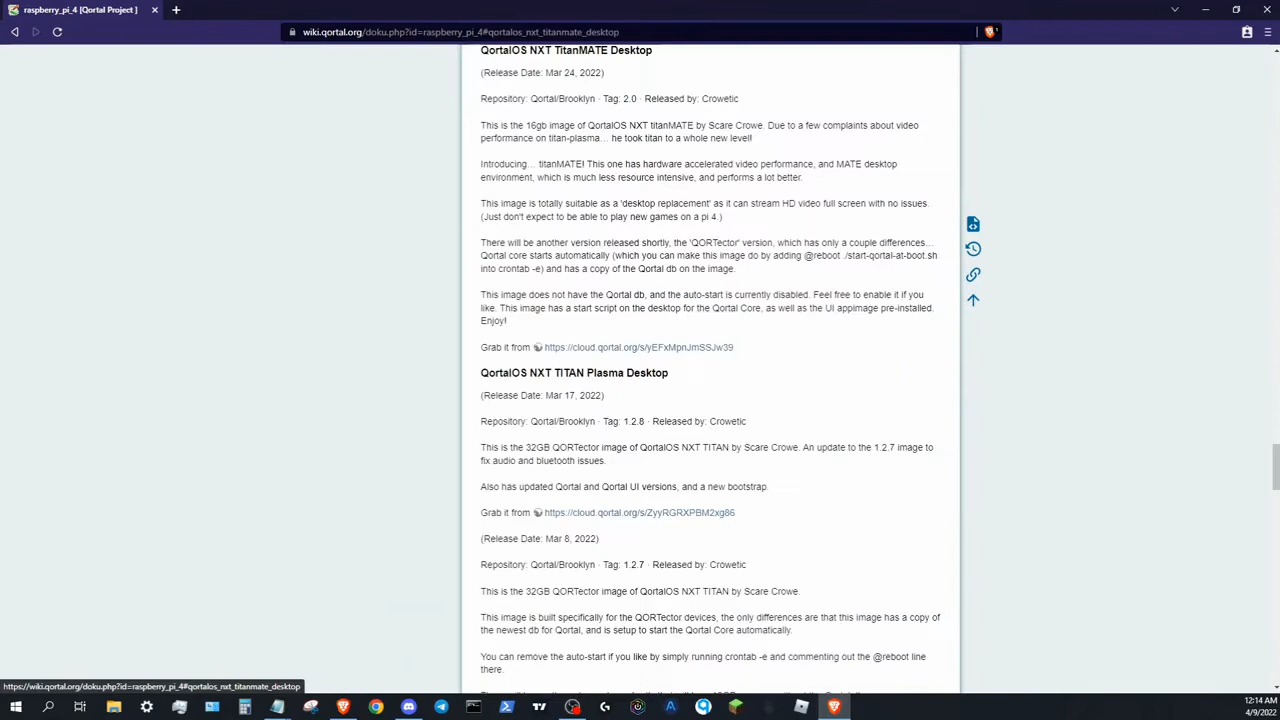 raspberry_pi_4 [Qortal Project ]
wiki.qortal.org/doku.php?id=raspberry_pi_4#qortalos_nxt_titanmate_desktop
QortalOS NXT TitanMATE Desktop
(Release Date: Mar 24, 2022)
Repository: Qortal/Brooklyn · Tag: 2.0 · Released by: Crowetic
This is the 16gb image of QortalOS NXT titanMATE by Scare Crowe. Due to a few complaints about video
performance on titan-plasma… he took titan to a whole new level!
Introducing… titanMATE! This one has hardware accelerated video performance, and MATE desktop
environment, which is much less resource intensive, and performs a lot better.
This image is totally suitable as a 'desktop replacement' as it can stream HD video full screen with no issues.
(Just don't expect to be able to play new games on a pi 4.)
There will be another version released shortly, the 'QORTector' version, which has only a couple differences…
Qortal core starts automatically (which you can make this image do by adding @reboot ./start-qortal-at-boot.sh
into crontab -e) and has a copy of the Qortal db on the image.
This image does not have the Qortal db, and the auto-start is currently disabled. Feel free to enable it if you
like. This image has a start script on the desktop for the Qortal Core, as well as the UI appimage pre-installed.
Enjoy!
Grab it from https://cloud.qortal.org/s/yEFxMpnJmSSJw39
QortalOS NXT TITAN Plasma Desktop
(Release Date: Mar 17, 2022)
Repository: Qortal/Brooklyn · Tag: 1.2.8 · Released by: Crowetic
This is the 32GB QORTector image of QortalOS NXT TITAN by Scare Crowe. An update to the 1.2.7 image to
fix audio and bluetooth issues.
Also has updated Qortal and Qortal UI versions, and a new bootstrap.
Grab it from https://cloud.qortal.org/s/ZyyRGRXPBM2xg86
(Release Date: Mar 8, 2022)
Repository: Qortal/Brooklyn · Tag: 1.2.7 · Released by: Crowetic
This is the 32GB QORTector image of QortalOS NXT TITAN by Scare Crowe.
This image is built specifically for the QORTector devices, the only differences are that this image has a copy of
the newest db for Qortal, and is setup to start the Qortal Core automatically.
You can remove the auto-start if you like by simply running crontab -e and commenting out the @reboot line
there.
https://wiki.qortal.org/doku.php?id=raspberry_pi_4#qortalos_nxt_titanmate_desktop
12:14 AM
4/9/2022